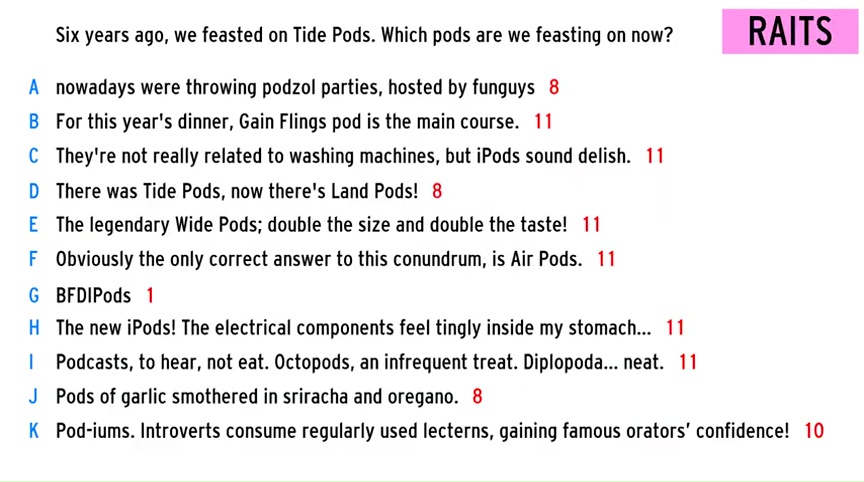 Six years ago, we feasted on Tide Pods. Which pods are we feasting on now?
RAITS
A nowadays were throwing podzol parties, hosted by funguys 8
B For this year's dinner, Gain Flings pod is the main course. 11
C They're not really related to washing machines, but iPods sound delish. 11
D There was Tide Pods, now there's Land Pods! 8
E The legendary Wide Pods; double the size and double the taste! 11
F Obviously the only correct answer to this conundrum, is Air Pods. 11
G BFDIPods 1
H The new iPods! The electrical components feel tingly inside my stomach... 11
I Podcasts, to hear, not eat. Octopods, an infrequent treat. Diplopoda... neat. 11
J Pods of garlic smothered in sriracha and oregano. 8
K Pod-iums. Introverts consume regularly used lecterns, gaining famous orators’ confidence! 10